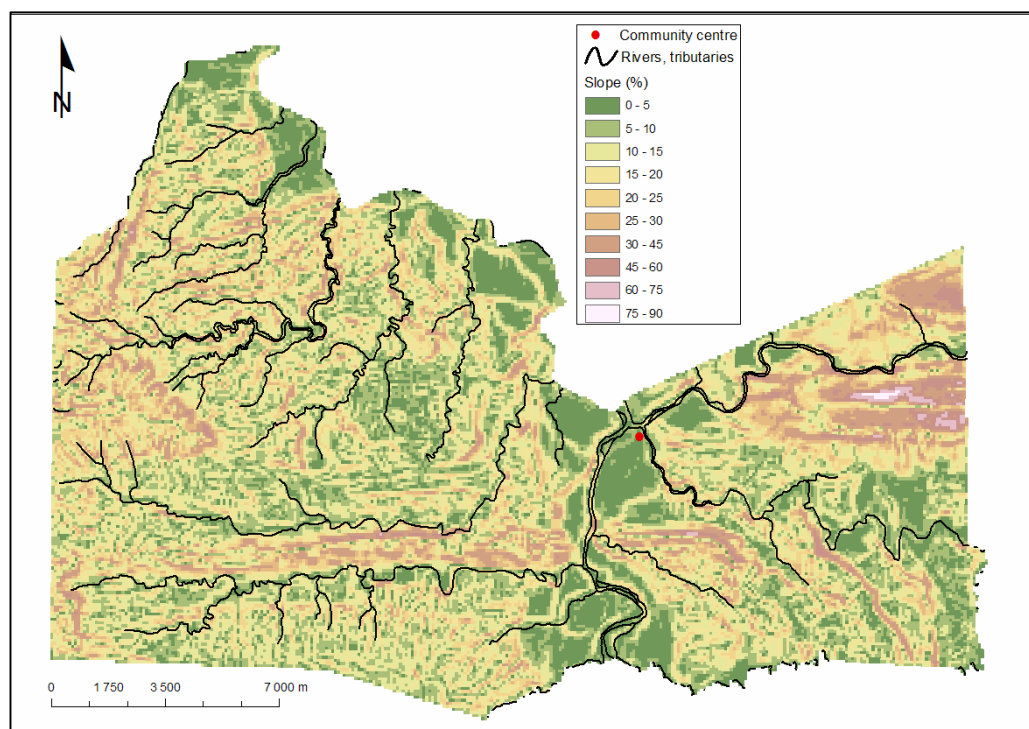 N
Community centre
Rivers, tributaries
Slope (%)
0 - 5
5 - 10
10 - 15
15 - 20
20 - 25
25 - 30
30 - 45
45 - 60
60 - 75
75 - 90
0 1 750 3 500 7 000 m